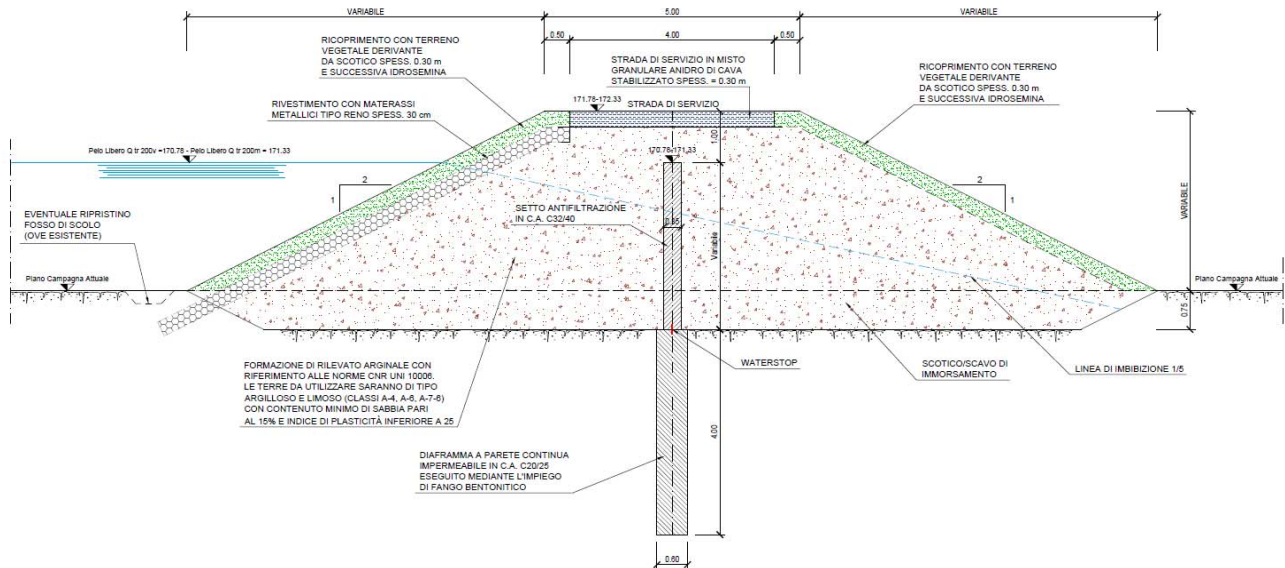 VARIABILE
5.00
VARIABILE
0.50
4.00
0.50
RICOPRIMENTO CON TERRENO
VEGETALE DERIVANTE
DA SCOTICO SPESS. 0.30 m
E SUCCESSIVA IDROSEMINA
STRADA DI SERVIZIO IN MISTO
GRANULARE ANIDRO DI CAVA
STABILIZZATO SPESS. = 0.30 m
RICOPRIMENTO CON TERRENO
VEGETALE DERIVANTE
DA SCOTICO SPESS. 0.30 m
E SUCCESSIVA IDROSEMINA
RIVESTIMENTO CON MATERASSI
METALLICI TIPO RENO SPESS. 30 cm
171.78-172.33
STRADA DI SERVIZIO
1.00
Pelo Libero Q tr 200v =170.78 - Pelo Libero Q tr 200m = 171.33
170.78-171.33
2
1
2
1
EVENTUALE RIPRISTINO
FOSSO DI SCOLO
(OVE ESISTENTE)
SETTO ANTIFILTRAZIONE
IN C.A. C32/40
Variabile
VARIABILE
Piano Campagna Attuale
Piano Campagna Attuale
0.75
FORMAZIONE DI RILEVATO ARGINALE CON
RIFERIMENTO ALLE NORME CNR UNI 10006.
LE TERRE DA UTILIZZARE SARANNO DI TIPO
ARGILLOSO E LIMOSO (CLASSI A-4, A-6, A-7-6)
CON CONTENUTO MINIMO DI SABBIA PARI
AL 15% E INDICE DI PLASTICITÀ INFERIORE A 25
WATERSTOP
SCOTICO/SCAVO DI
IMMORSAMENTO
LINEA DI IMBIBIZIONE 1/5
4.00
DIAFRAMMA A PARETE CONTINUA
IMPERMEABILE IN C.A. C20/25
ESEGUITO MEDIANTE L'IMPIEGO
DI FANGO BENTONITICO
0.60